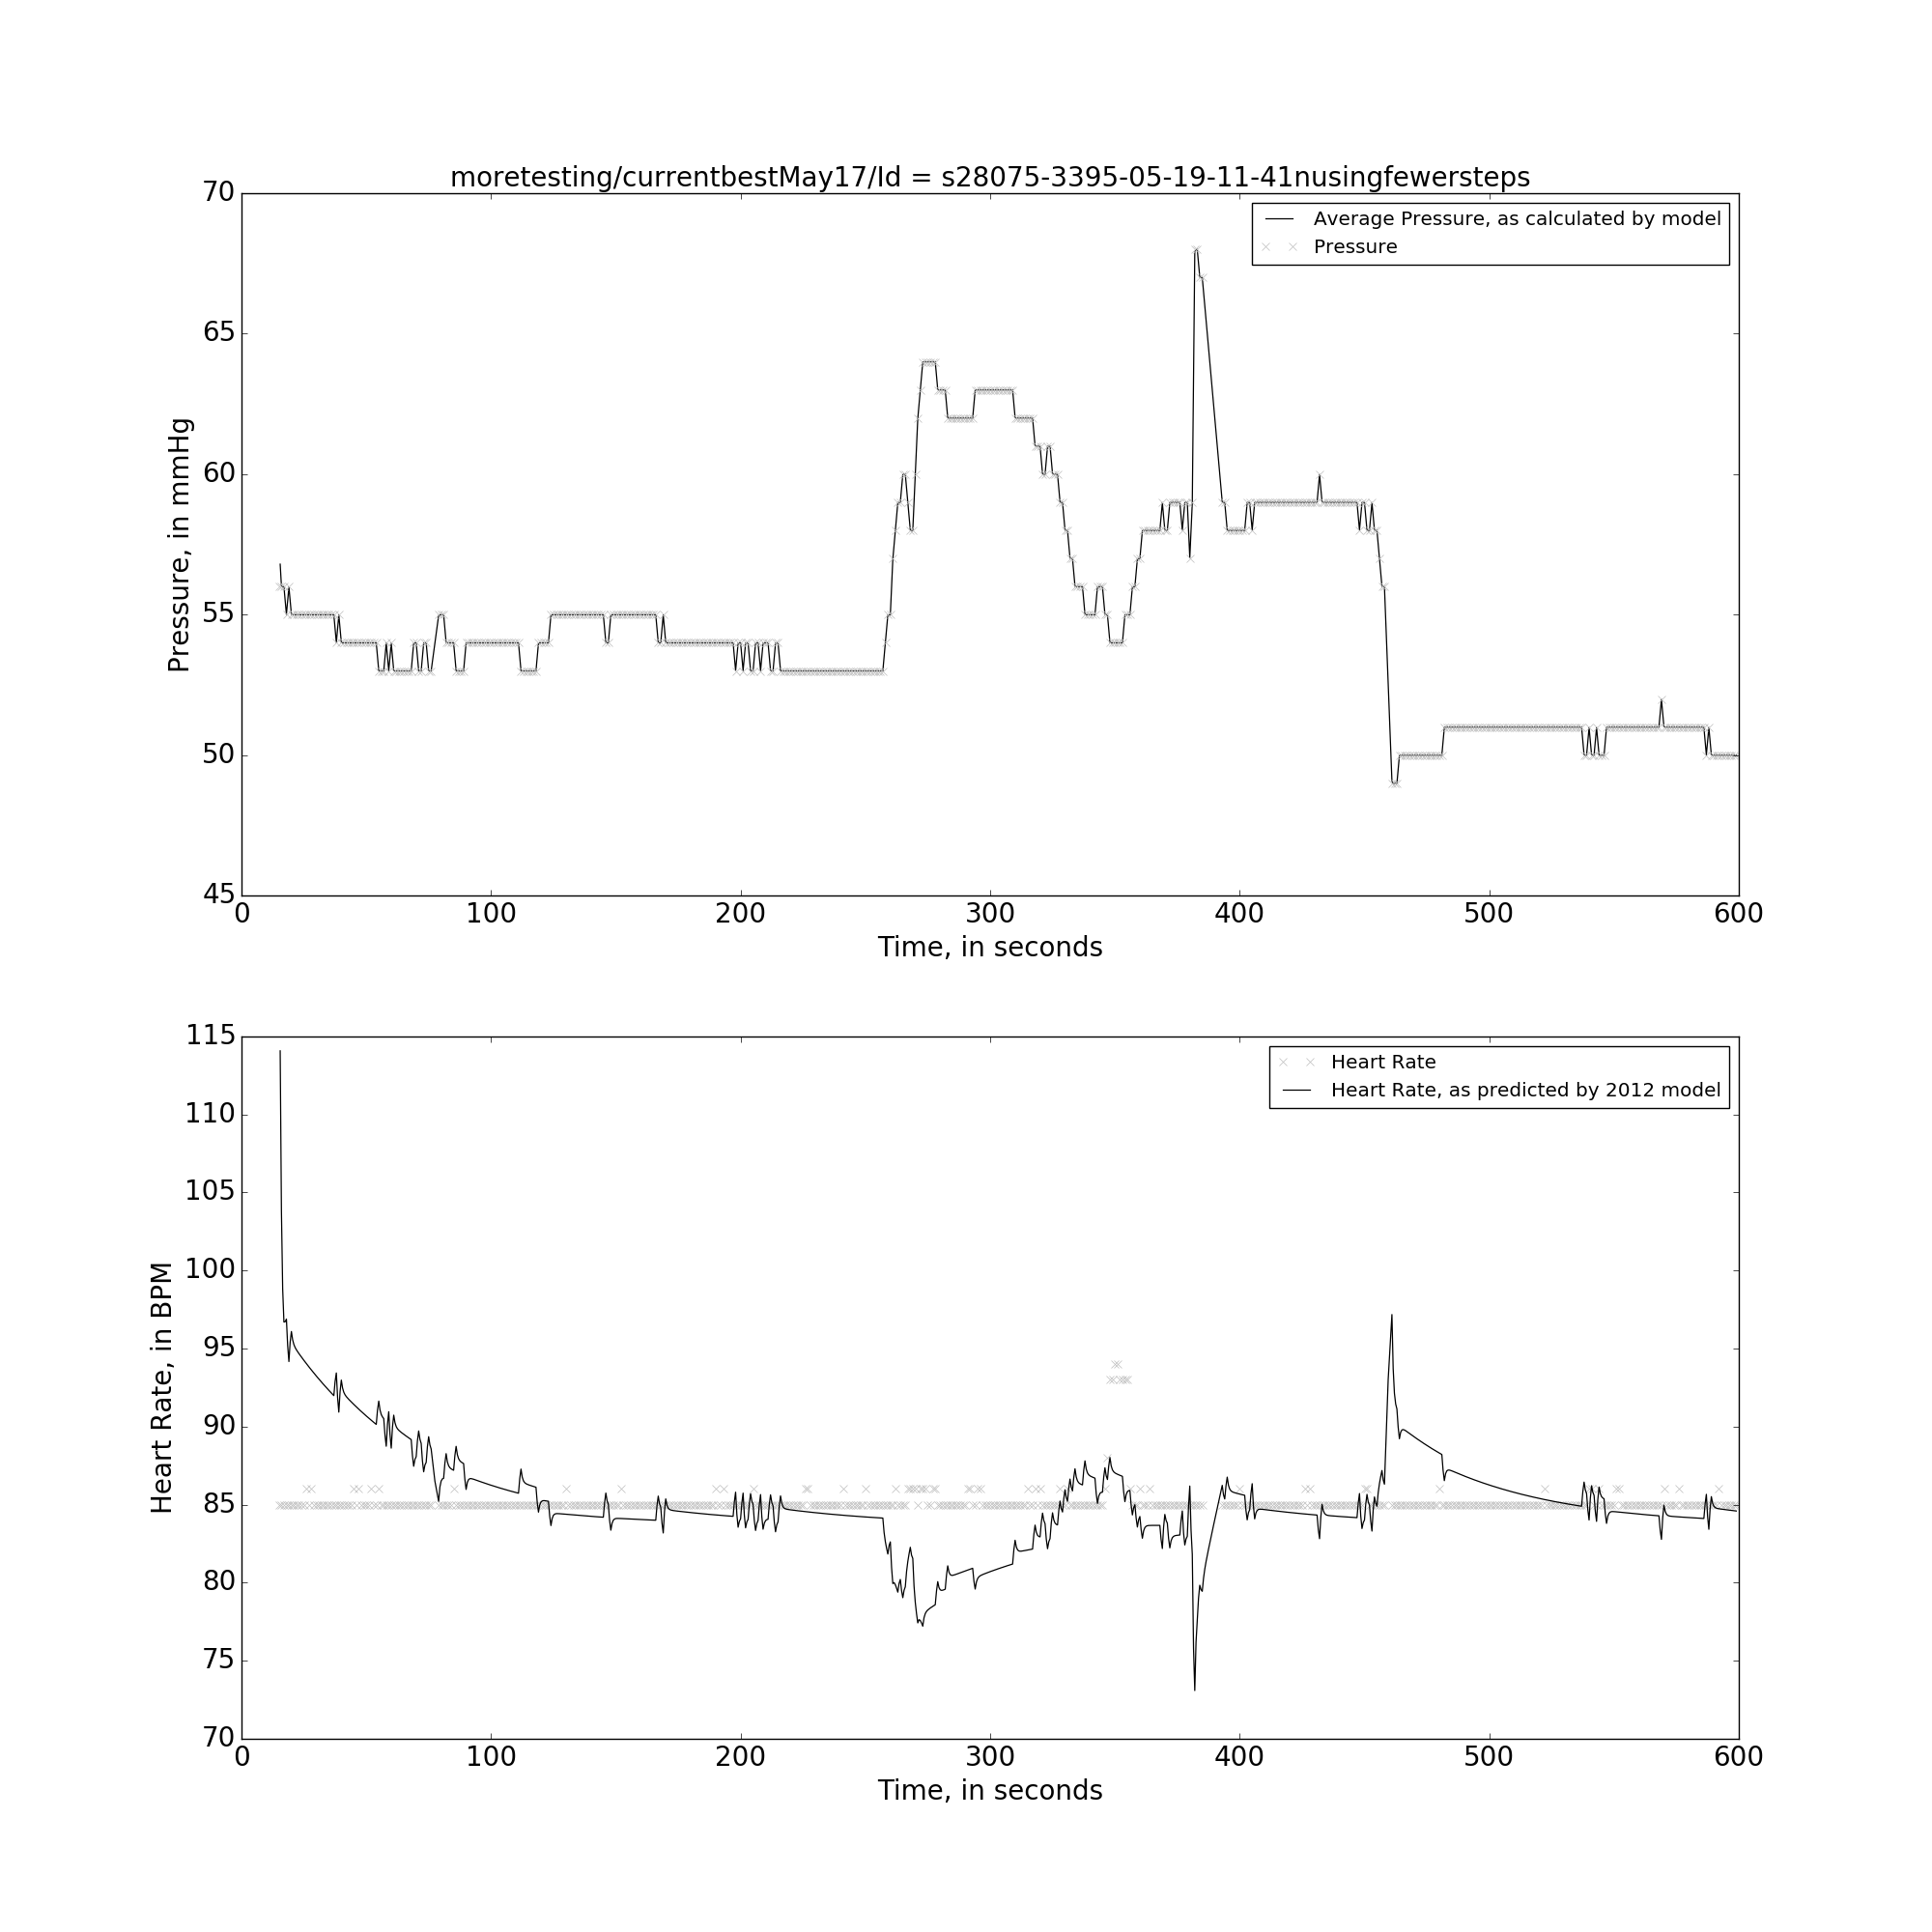 moretesting/currentbestMay17/Id = s28075-3395-05-19-11-41nusingfewersteps
70
65
60
55
50
45
Pressure, in mmHg
Average Pressure, as calculated by model
Pressure
0 100 200 300 400 500 600
Time, in seconds
115
110
105
100
95
90
85
80
75
70
Heart Rate, in BPM
Heart Rate
Heart Rate, as predicted by 2012 model
0 100 200 300 400 500 600
Time, in seconds